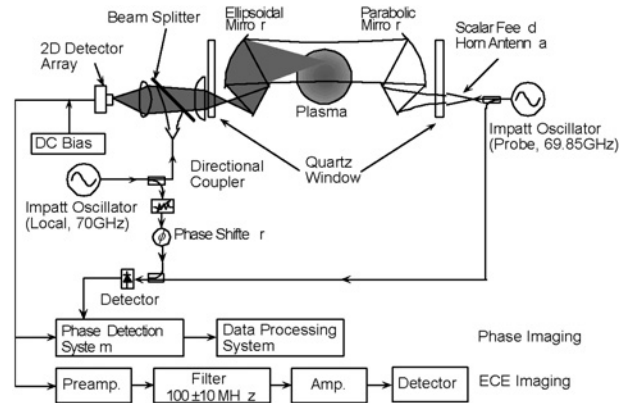 Beam Splitter
Ellipsoidal
Mirro r
Parabolic
Mirro r
Scalar Fee d
Horn Antenn a
2D Detector
Array
Plasma
DC Bias
Impatt Oscillator
(Probe, 69.85GHz)
Quartz
Window
Directional
Coupler
Impatt Oscillator
(Local, 70GHz)
ϕ
Phase Shifte r
Detector
Phase Detection
Syste m
Data Processing
System
Phase Imaging
Preamp.
Filter
100 ±10 MH z
Amp.
Detector
ECE Imaging